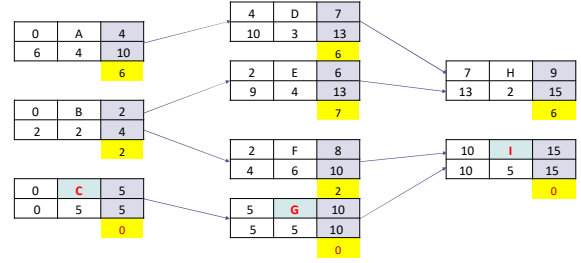 0 A 4
6 4 10
6
0 B 2
2 2 4
2
0 C 5
0 5 5
0
4 D 7
10 3 13
6
2 E 6
9 4 13
7
2 F 8
4 6 10
2
5 G 10
5 5 10
0
7 H 9
13 2 15
6
10 I 15
10 5 15
0